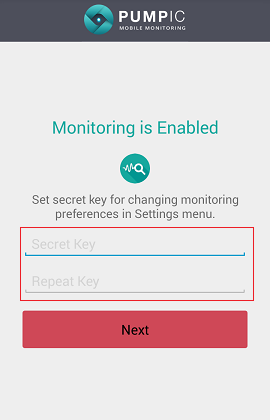 PUMPIC
MOBILE MONITORING
Monitoring is Enabled
Set secret key for changing monitoring
preferences in Settings menu.
Secret Key
Repeat Key
Next